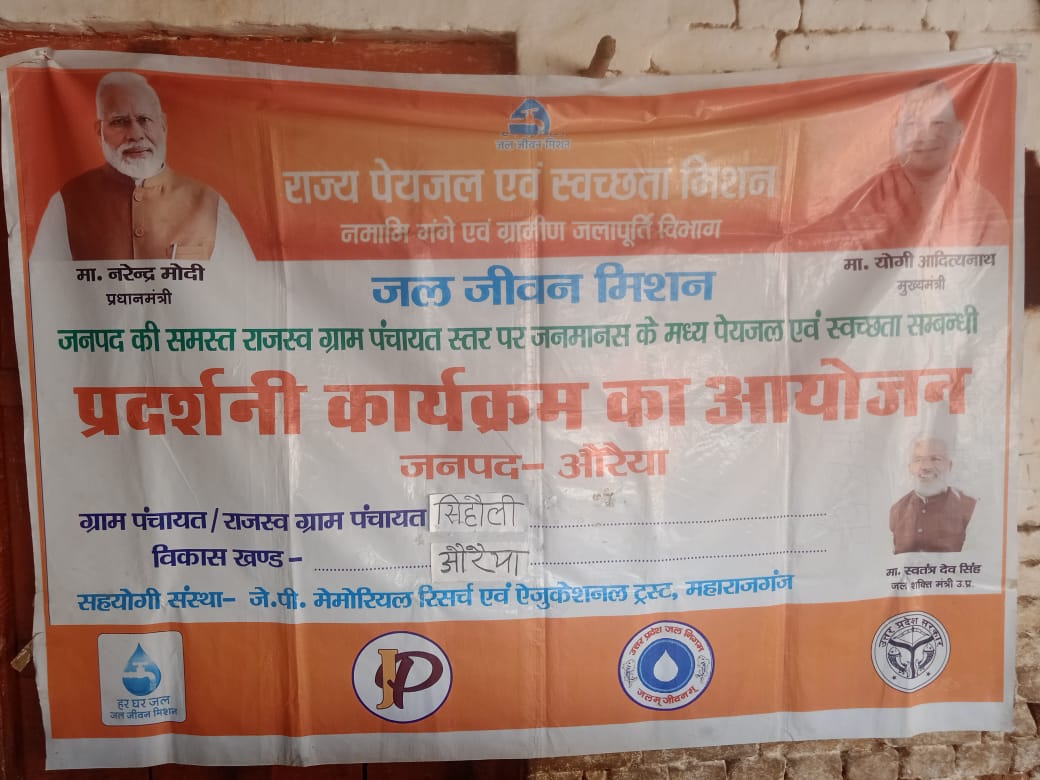 जल जीवन मिशन
राज्य पेयजल एवं स्वच्छता मिशन
नमामि गंगे एवं ग्रामीण जलापूर्ति विभाग
मा. नरेन्द्र मोदी
प्रधानमंत्री
मा. योगी आदित्यनाथ
मुख्यमंत्री
जल जीवन मिशन
जनपद की समस्त राजस्व ग्राम पंचायत स्तर पर जनमानस के मध्य पेयजल एवं स्वच्छता सम्बन्धी
प्रदर्शनी कार्यक्रम का आयोजन
जनपद- औरैया
ग्राम पंचायत/राजस्व ग्राम पंचायत सिहौली
विकास खण्ड- औरैया
मा. स्वतंत्र देव सिंह
जल शक्ति मंत्री उ.प्र.
सहयोगी संस्था- जे.पी. मेमोरियल रिसर्च एवं ऐजुकेशनल ट्रस्ट, महाराजगंज
हर घर जल
जल जीवन मिशन
JP
उत्तर प्रदेश जल निगम
जलम् जीवनम्
उत्तर प्रदेश सरकार